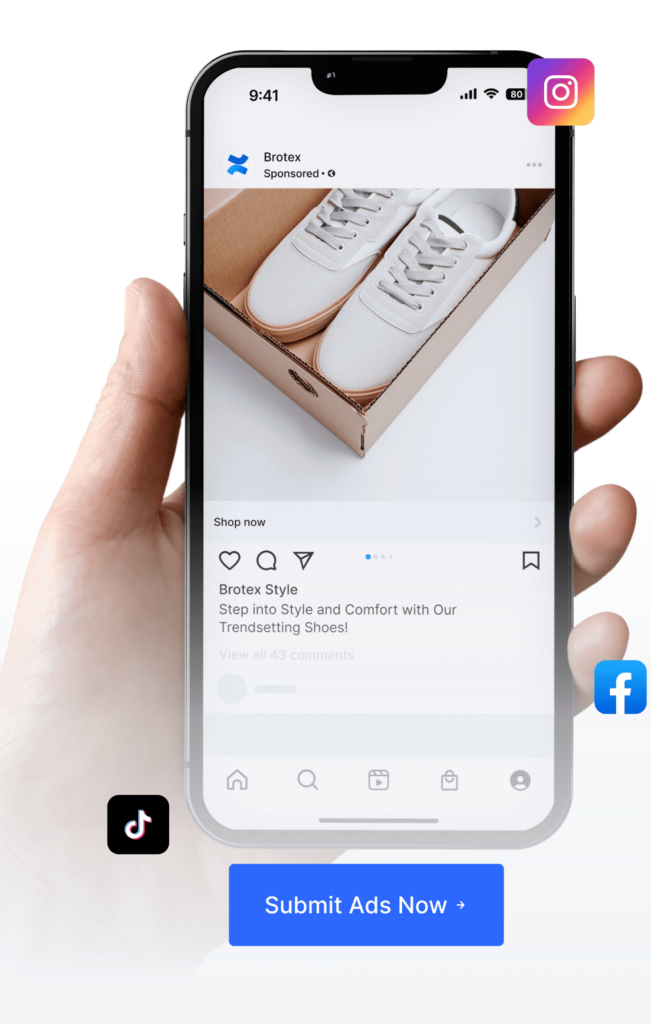 9:41
80
Brotex
Sponsored •
Shop now
Brotex Style
Step into Style and Comfort with Our
Trendsetting Shoes!
View all 43 comments
Submit Ads Now →